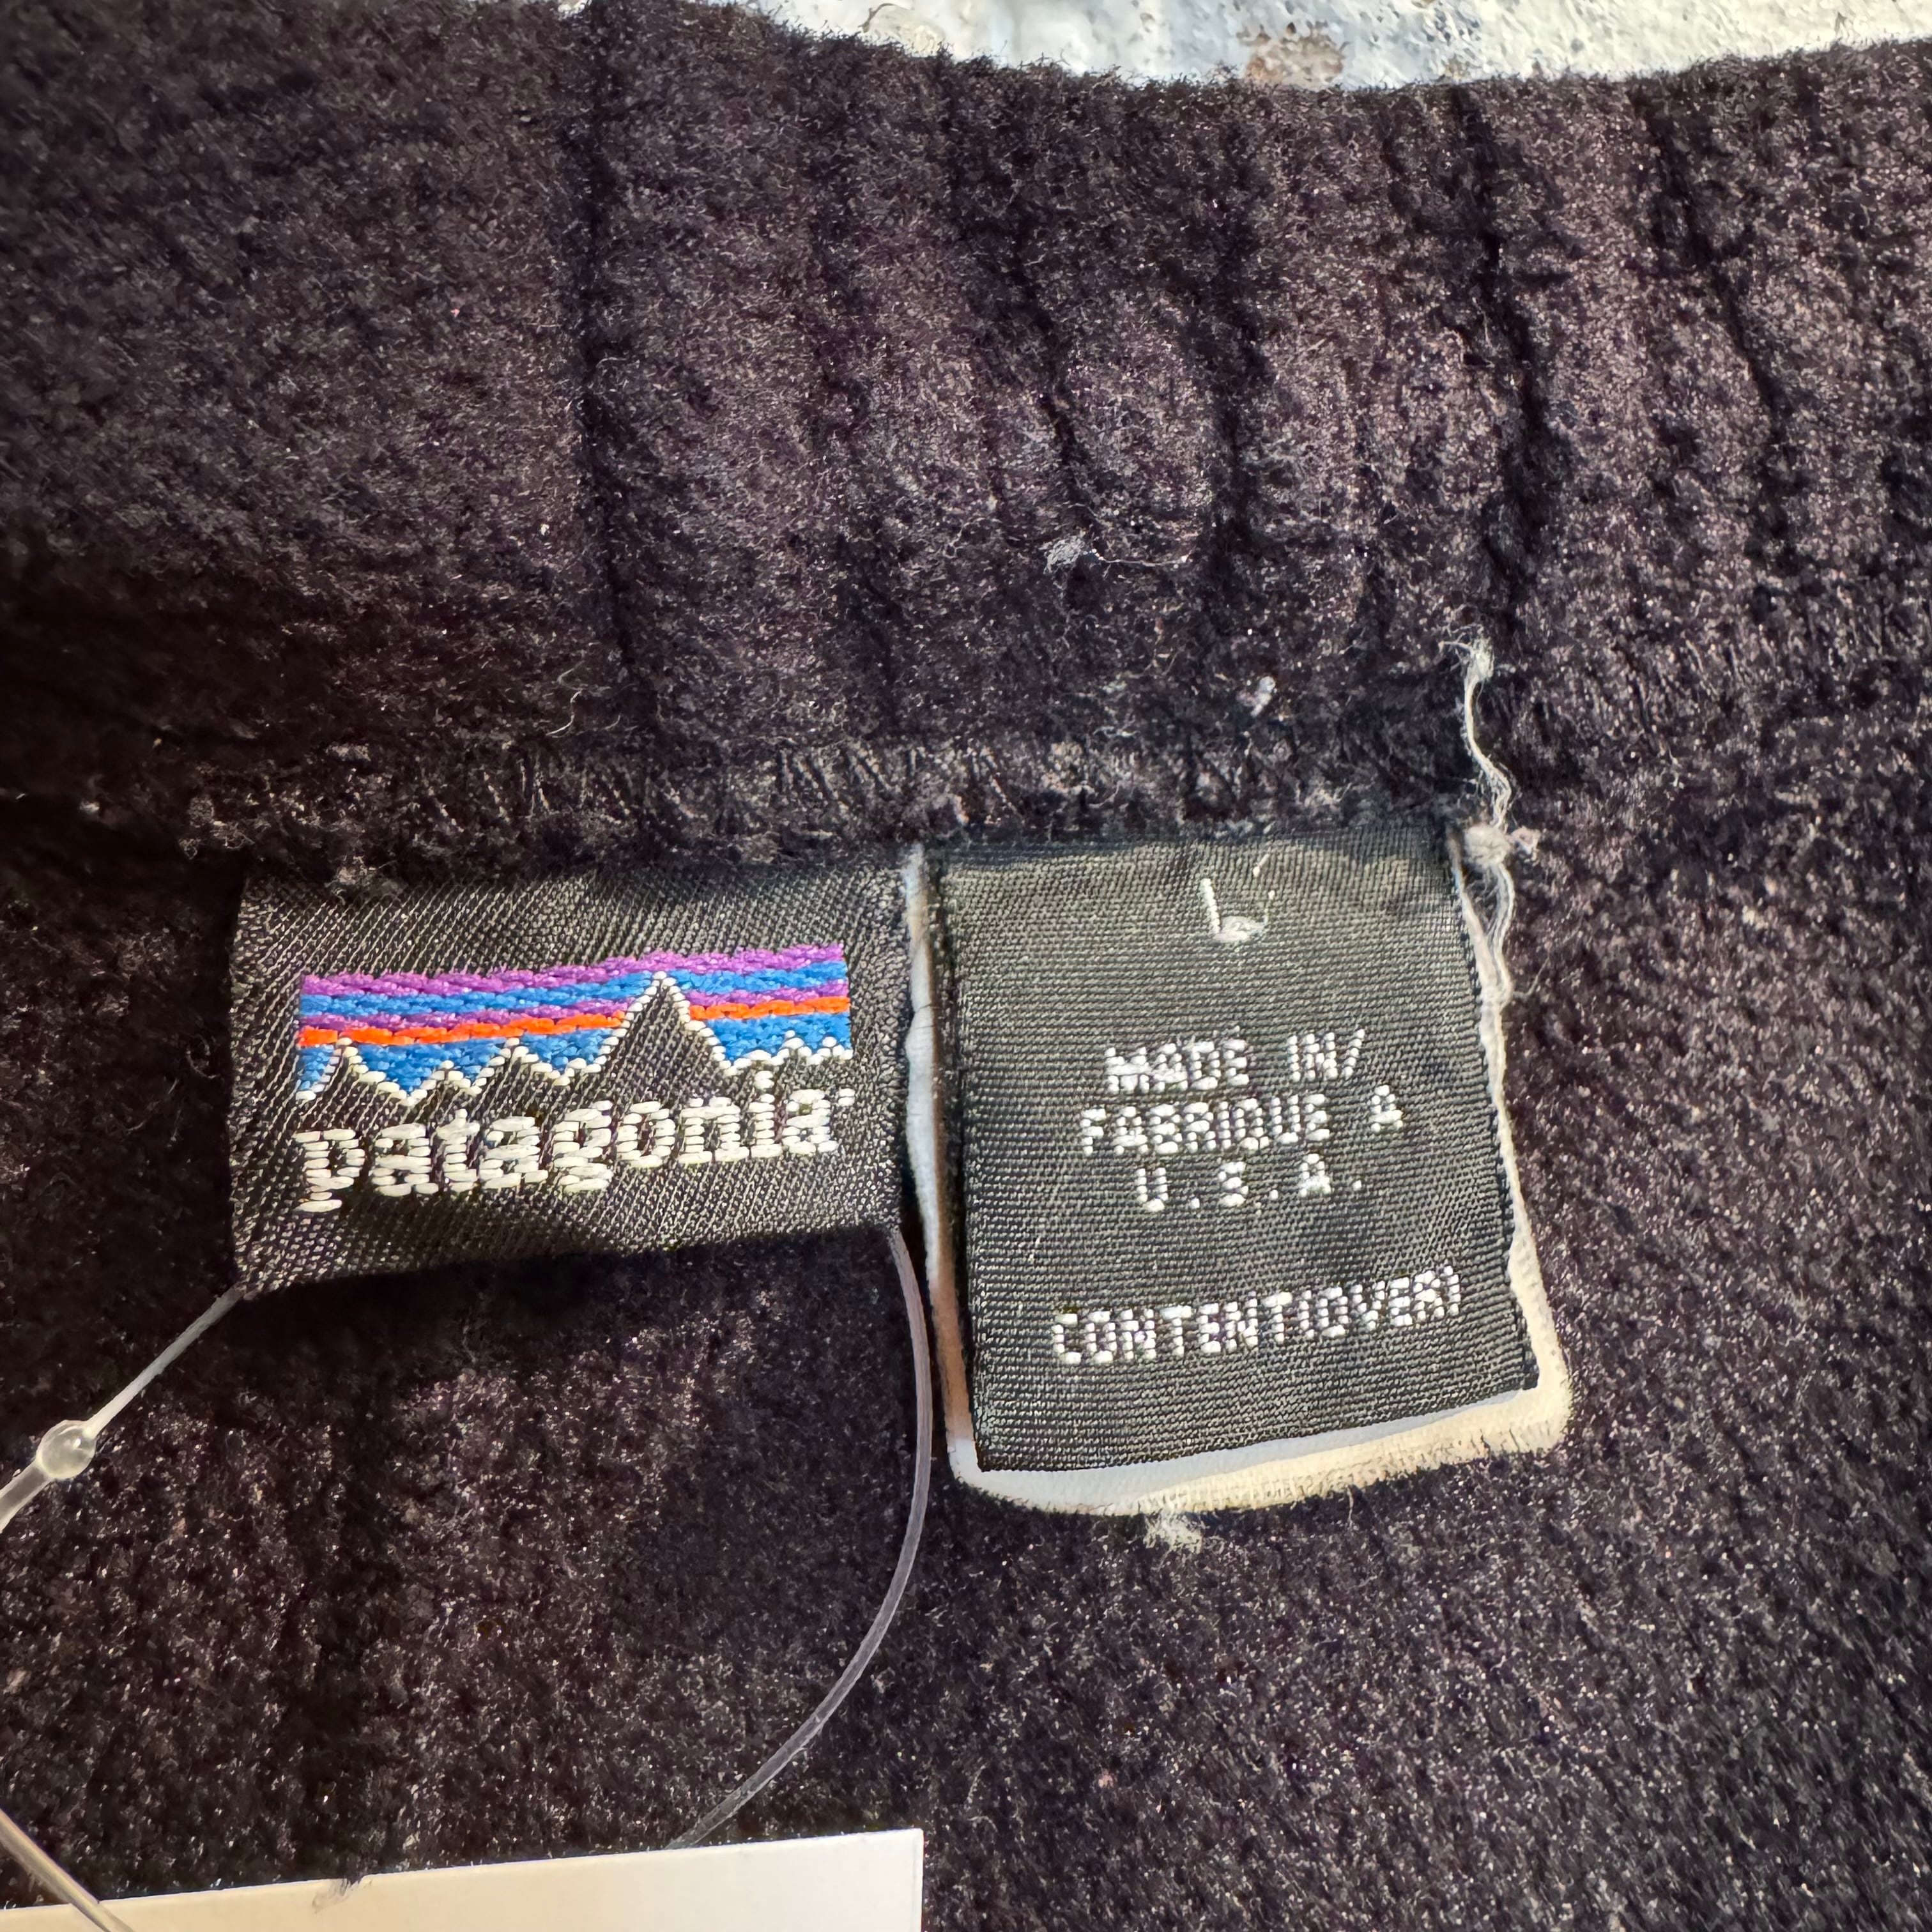 patagonia
L
MADE IN/
FABRIQUE A
U.S.A.
CONTENT(OVER)